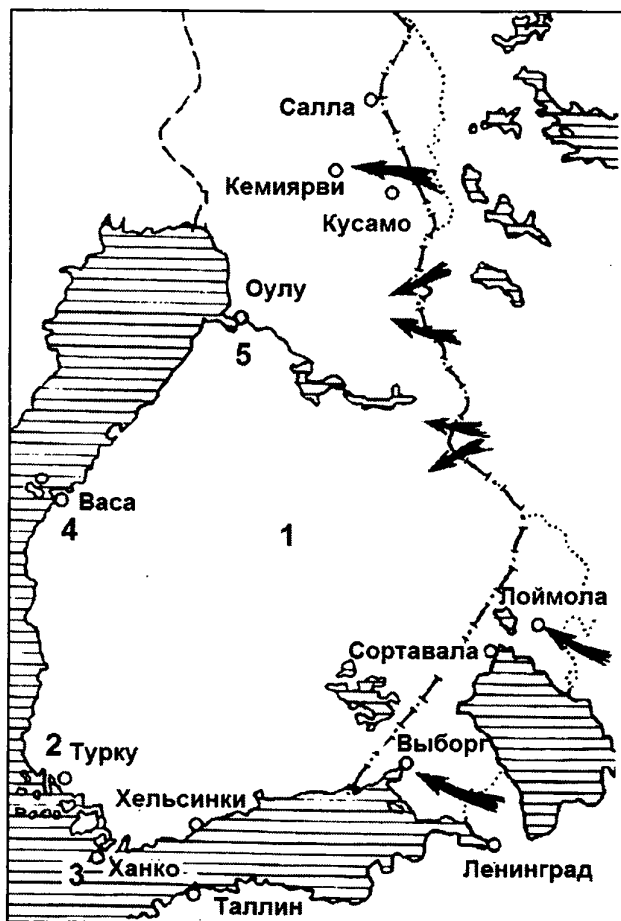 Салла
Кемиярви
Кусамо
Оулу
5
Васа
4
1
Лоймола
Сортавала
2
Турку
Выборг
Хельсинки
3
Ханко
Ленинград
Таллин